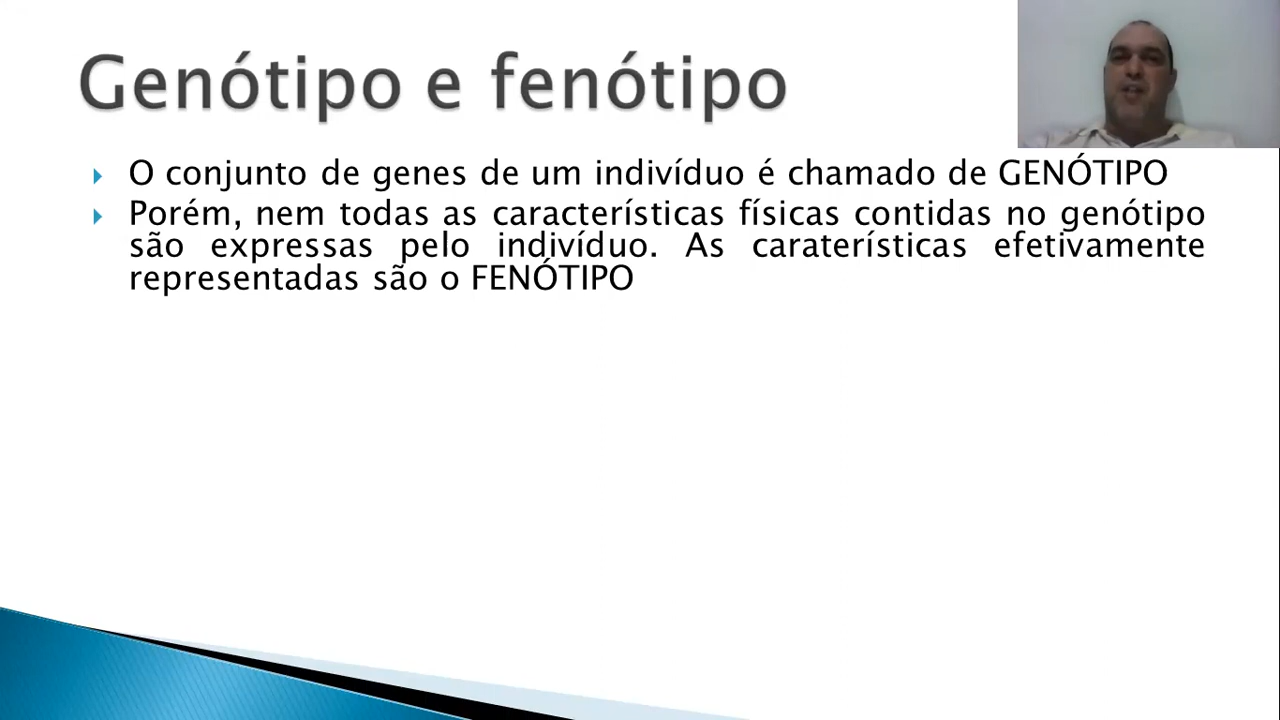 Genótipo e fenótipo
O conjunto de genes de um indivíduo é chamado de GENÓTIPO
Porém, nem todas as características físicas contidas no genótipo
são expressas pelo indivíduo. As caraterísticas efetivamente
representadas são o FENÓTIPO